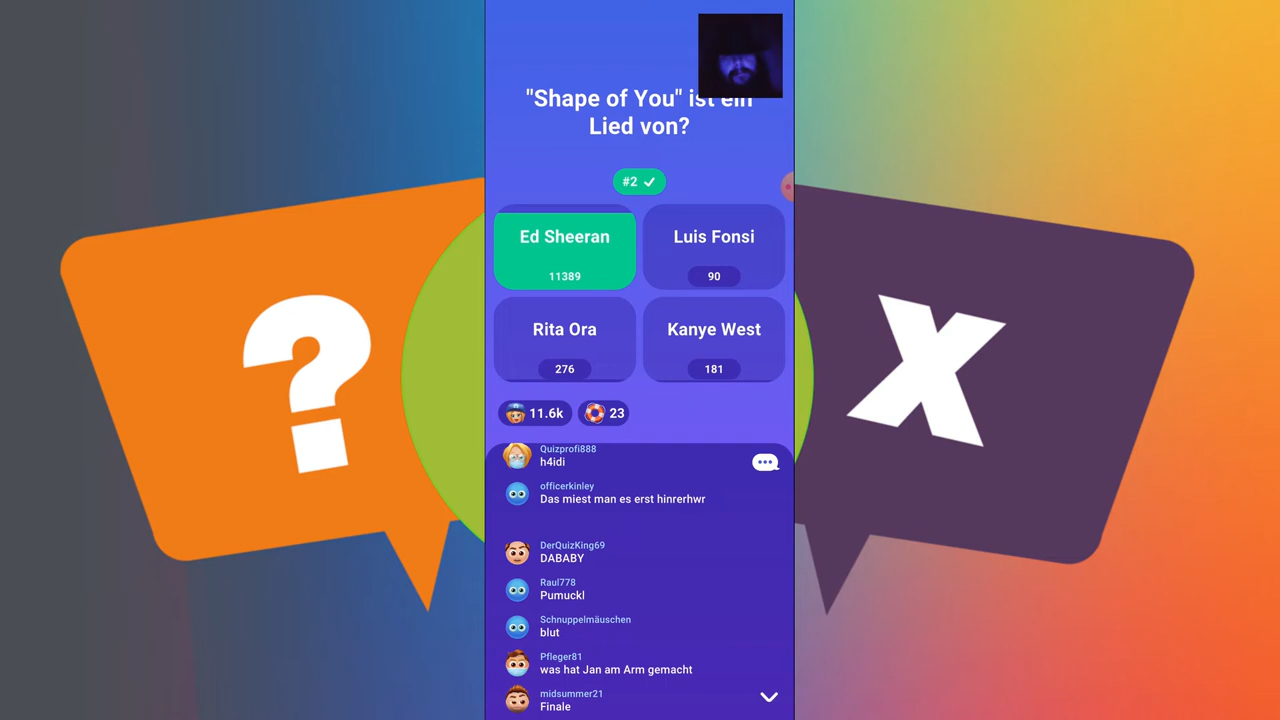 ?
X
"Shape of You" ist ein
Lied von?
#2
Ed Sheeran
11389
Luis Fonsi
90
Rita Ora
276
Kanye West
181
11.6k
23
Quizprofi888
h4idi
officerkinley
Das miest man es erst hinrerhwr
DerQuizKing69
DABABY
Raul778
Pumuckl
Schnuppelmäuschen
blut
Pfleger81
was hat Jan am Arm gemacht
midsummer21
Finale